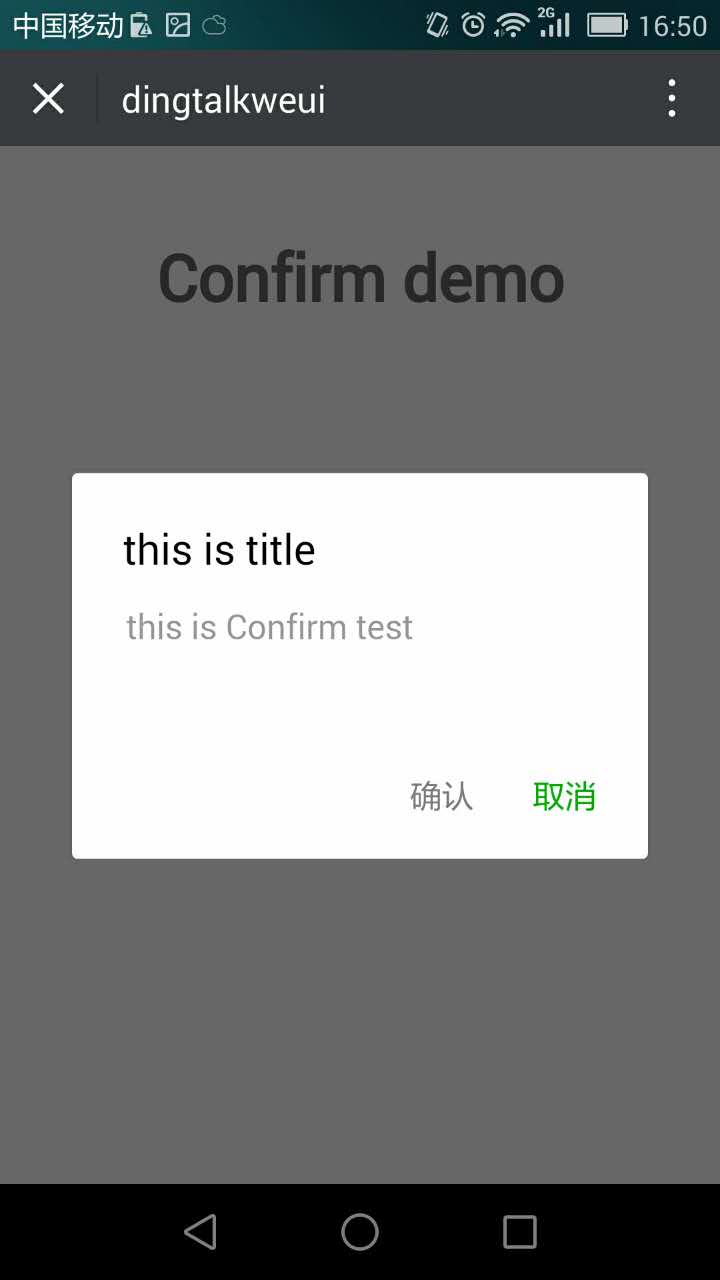 中国移动 2G 16:50
dingtalkweui
Confirm demo
this is title
this is Confirm test
确认 取消